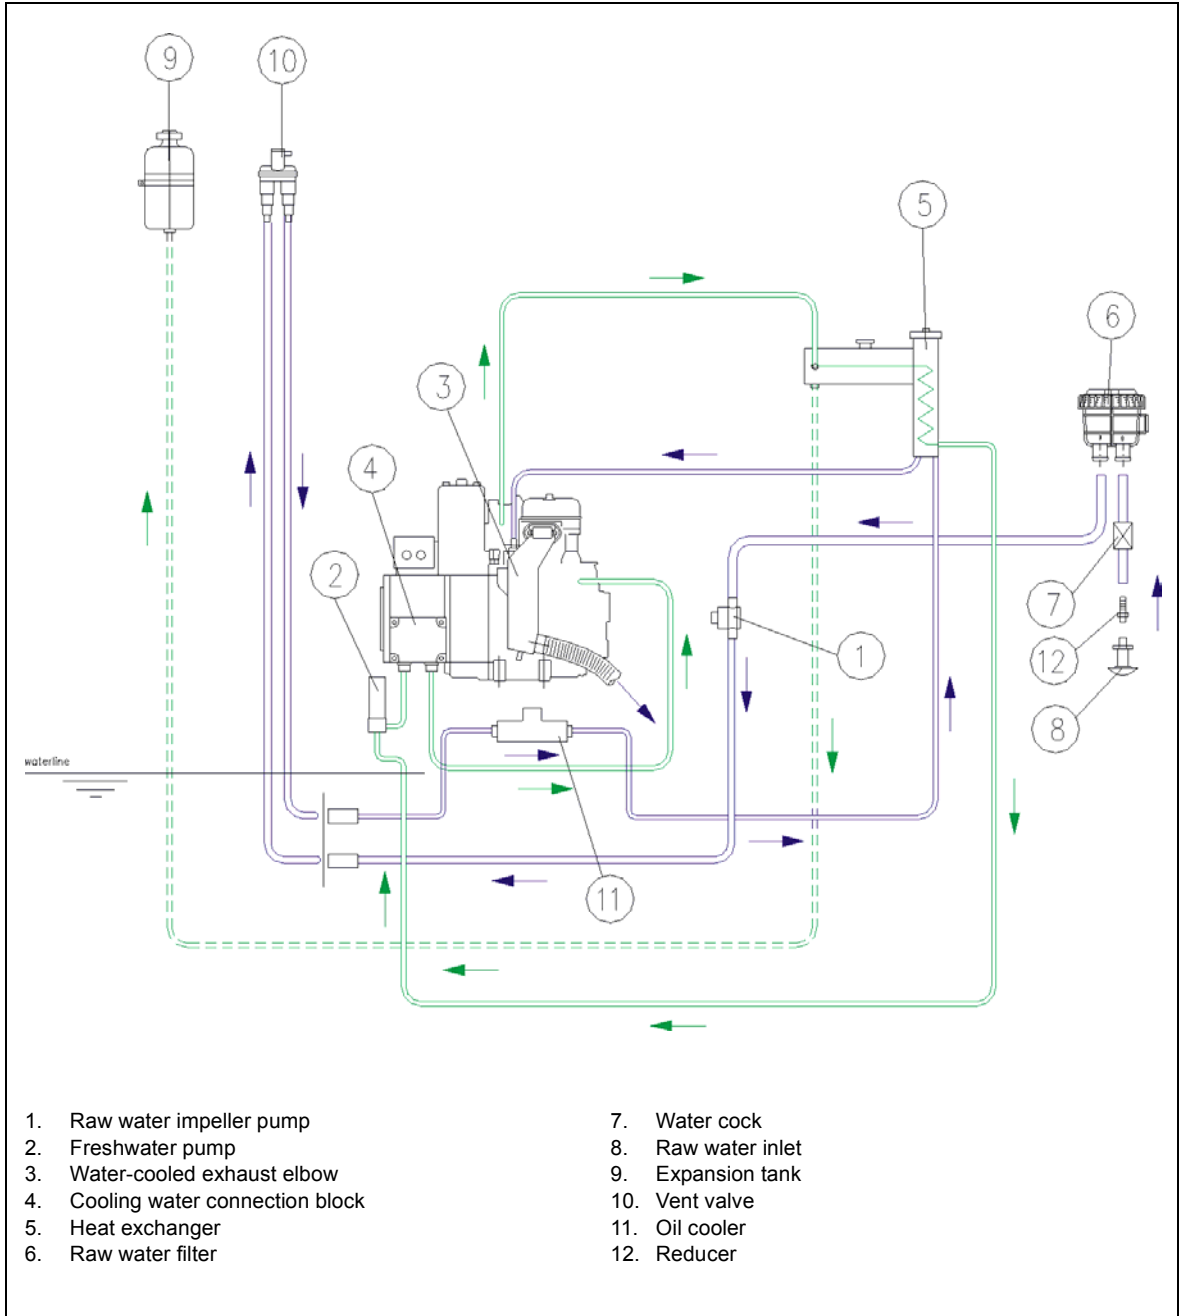 9
10
5
6
3
4
2
7
1
12
8
waterline
11
1. Raw water impeller pump
2. Freshwater pump
3. Water-cooled exhaust elbow
4. Cooling water connection block
5. Heat exchanger
6. Raw water filter
7. Water cock
8. Raw water inlet
9. Expansion tank
10. Vent valve
11. Oil cooler
12. Reducer